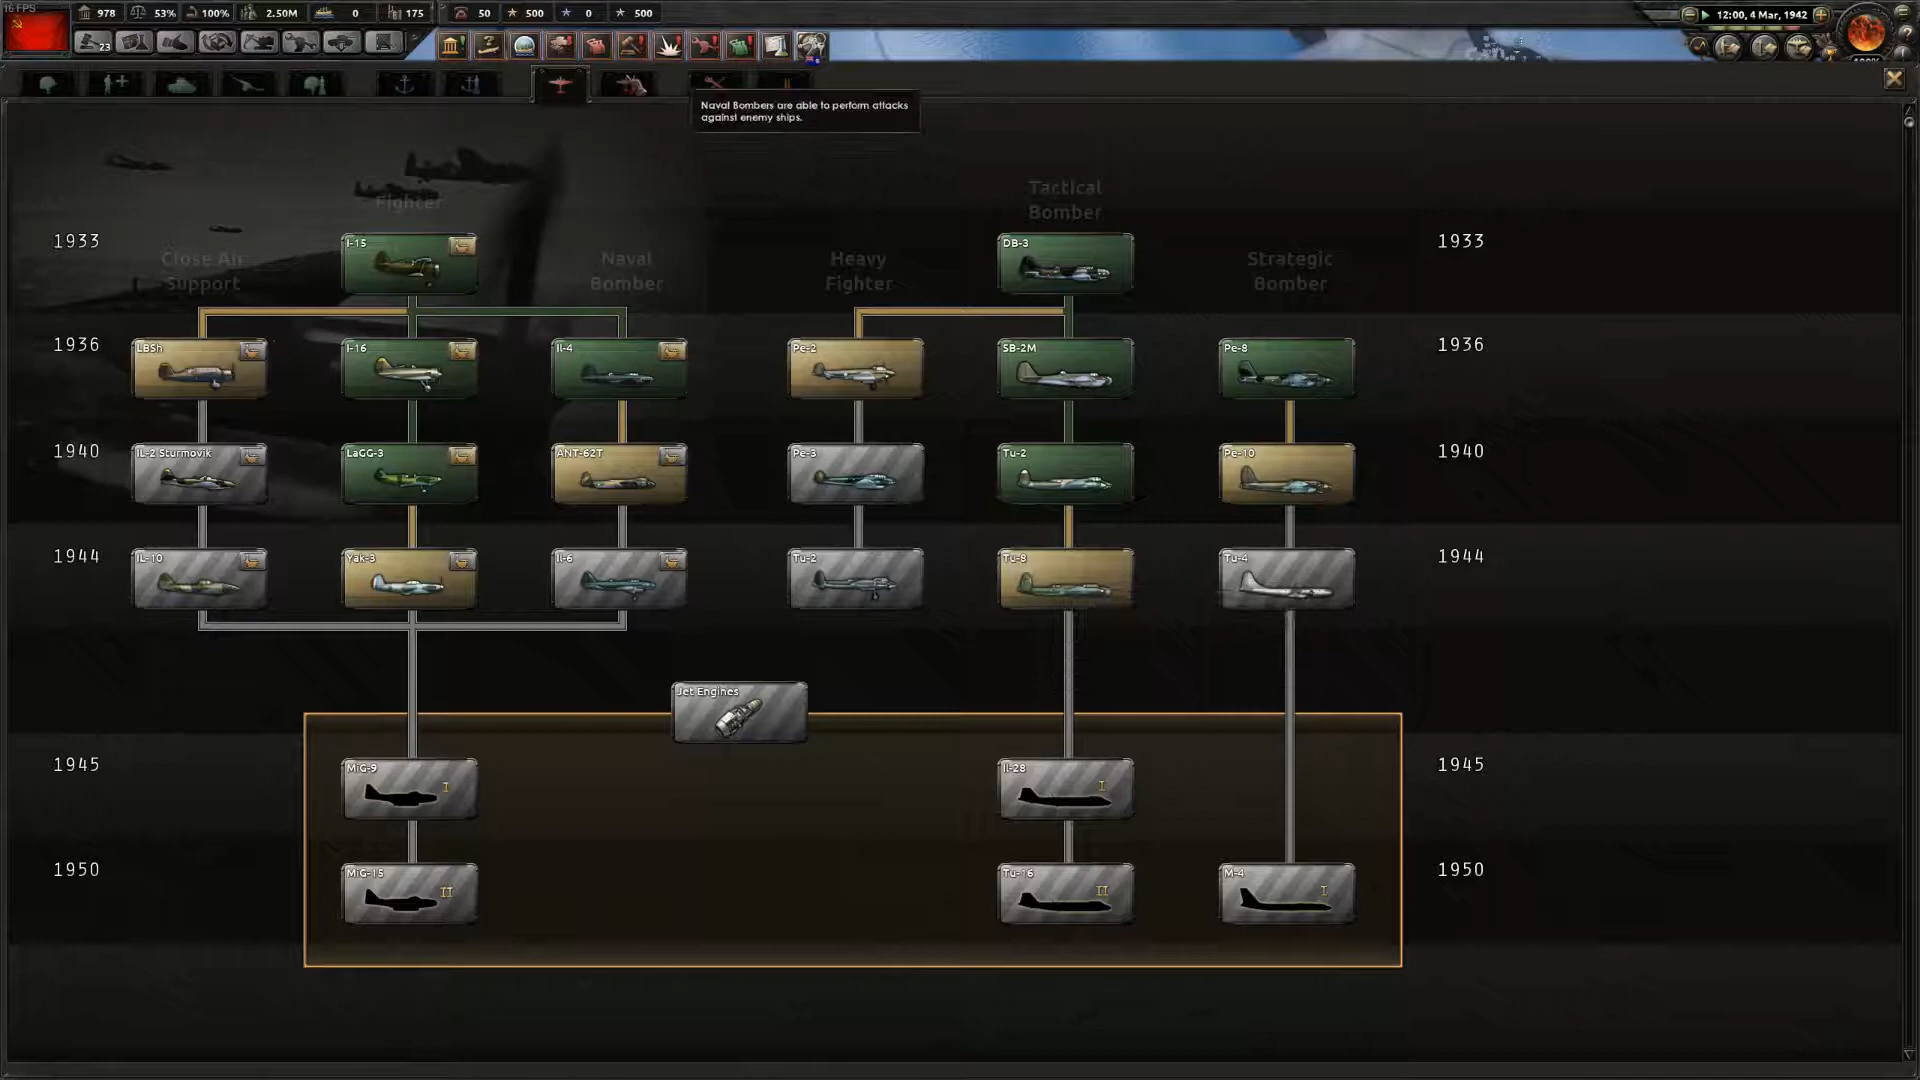 16 FPS
978
53%
100%
2.50M
0
175
50
500
0
500
12:00, 4 Mar, 1942
23
?
100%
Naval Bombers are able to perform attacks
against enemy ships.
Fighter
Tactical
Bomber
1933
I-15
DB-3
1933
Close Air
Support
Naval
Bomber
Heavy
Fighter
Strategic
Bomber
1936
LBSh
I-16
Il-4
Pe-2
SB-2M
Pe-8
1936
1940
IL-2 Sturmovik
LaGG-3
ANT-62T
Pe-3
Tu-2
Pe-10
1940
1944
IL-10
Yak-3
Il-6
Tu-2
Tu-8
Tu-4
1944
Jet Engines
1945
MiG-9
I
Il-28
I
1945
1950
MiG-15
II
Tu-16
II
M-4
I
1950